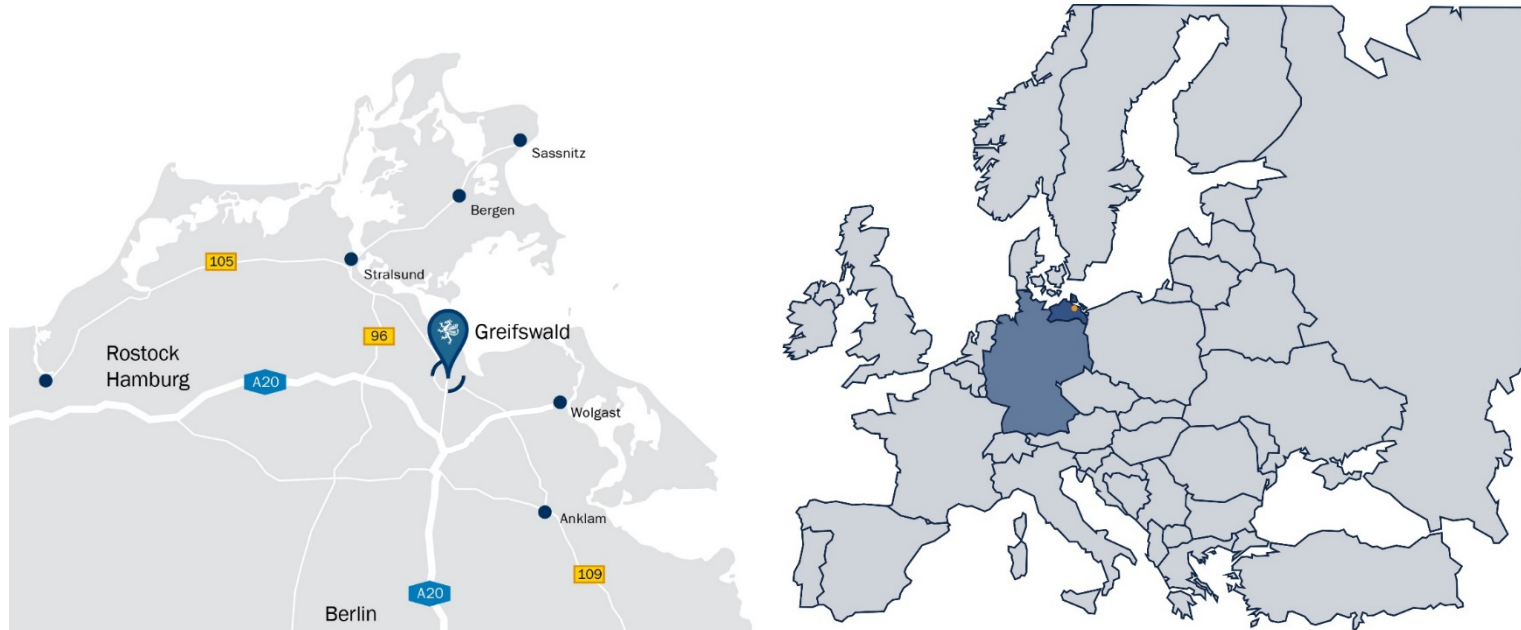 Sassnitz
Bergen
105
Stralsund
96
Greifswald
Rostock
Hamburg
A20
Wolgast
Anklam
109
A20
Berlin